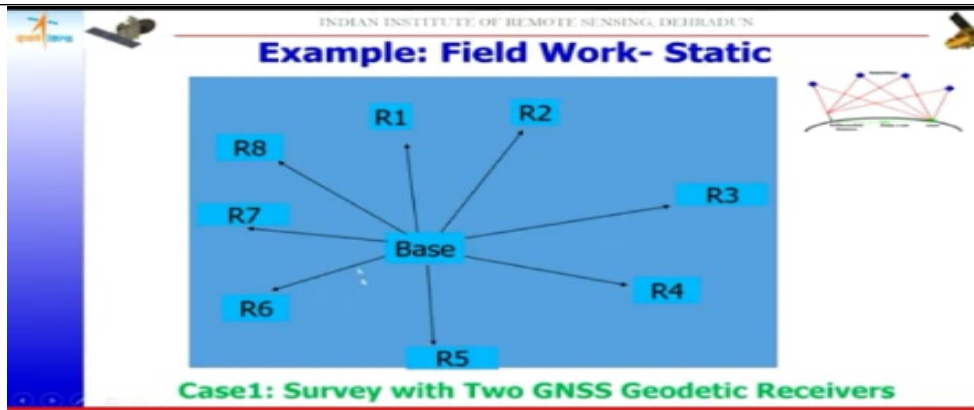 INDIAN INSTITUTE OF REMOTE SENSING, DEHRADUN
Example: Field Work- Static
R1
R2
R8
R3
R7
Base
R4
R6
R5
Case1: Survey with Two GNSS Geodetic Receivers